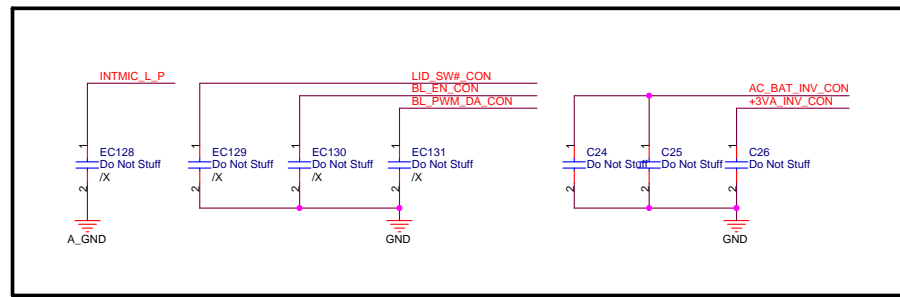 INTMIC_L_P
LID_SW#_CON
BL_EN_CON
BL_PWM_DA_CON
AC_BAT_INV_CON
+3VA_INV_CON
1
EC128
Do Not Stuff
/X
2
A_GND
1
EC129
Do Not Stuff
/X
2
1
EC130
Do Not Stuff
/X
2
1
EC131
Do Not Stuff
/X
2
GND
1
C24
Do Not Stuff
2
1
C25
Do Not Stuff
2
1
C26
Do Not Stuff
2
GND